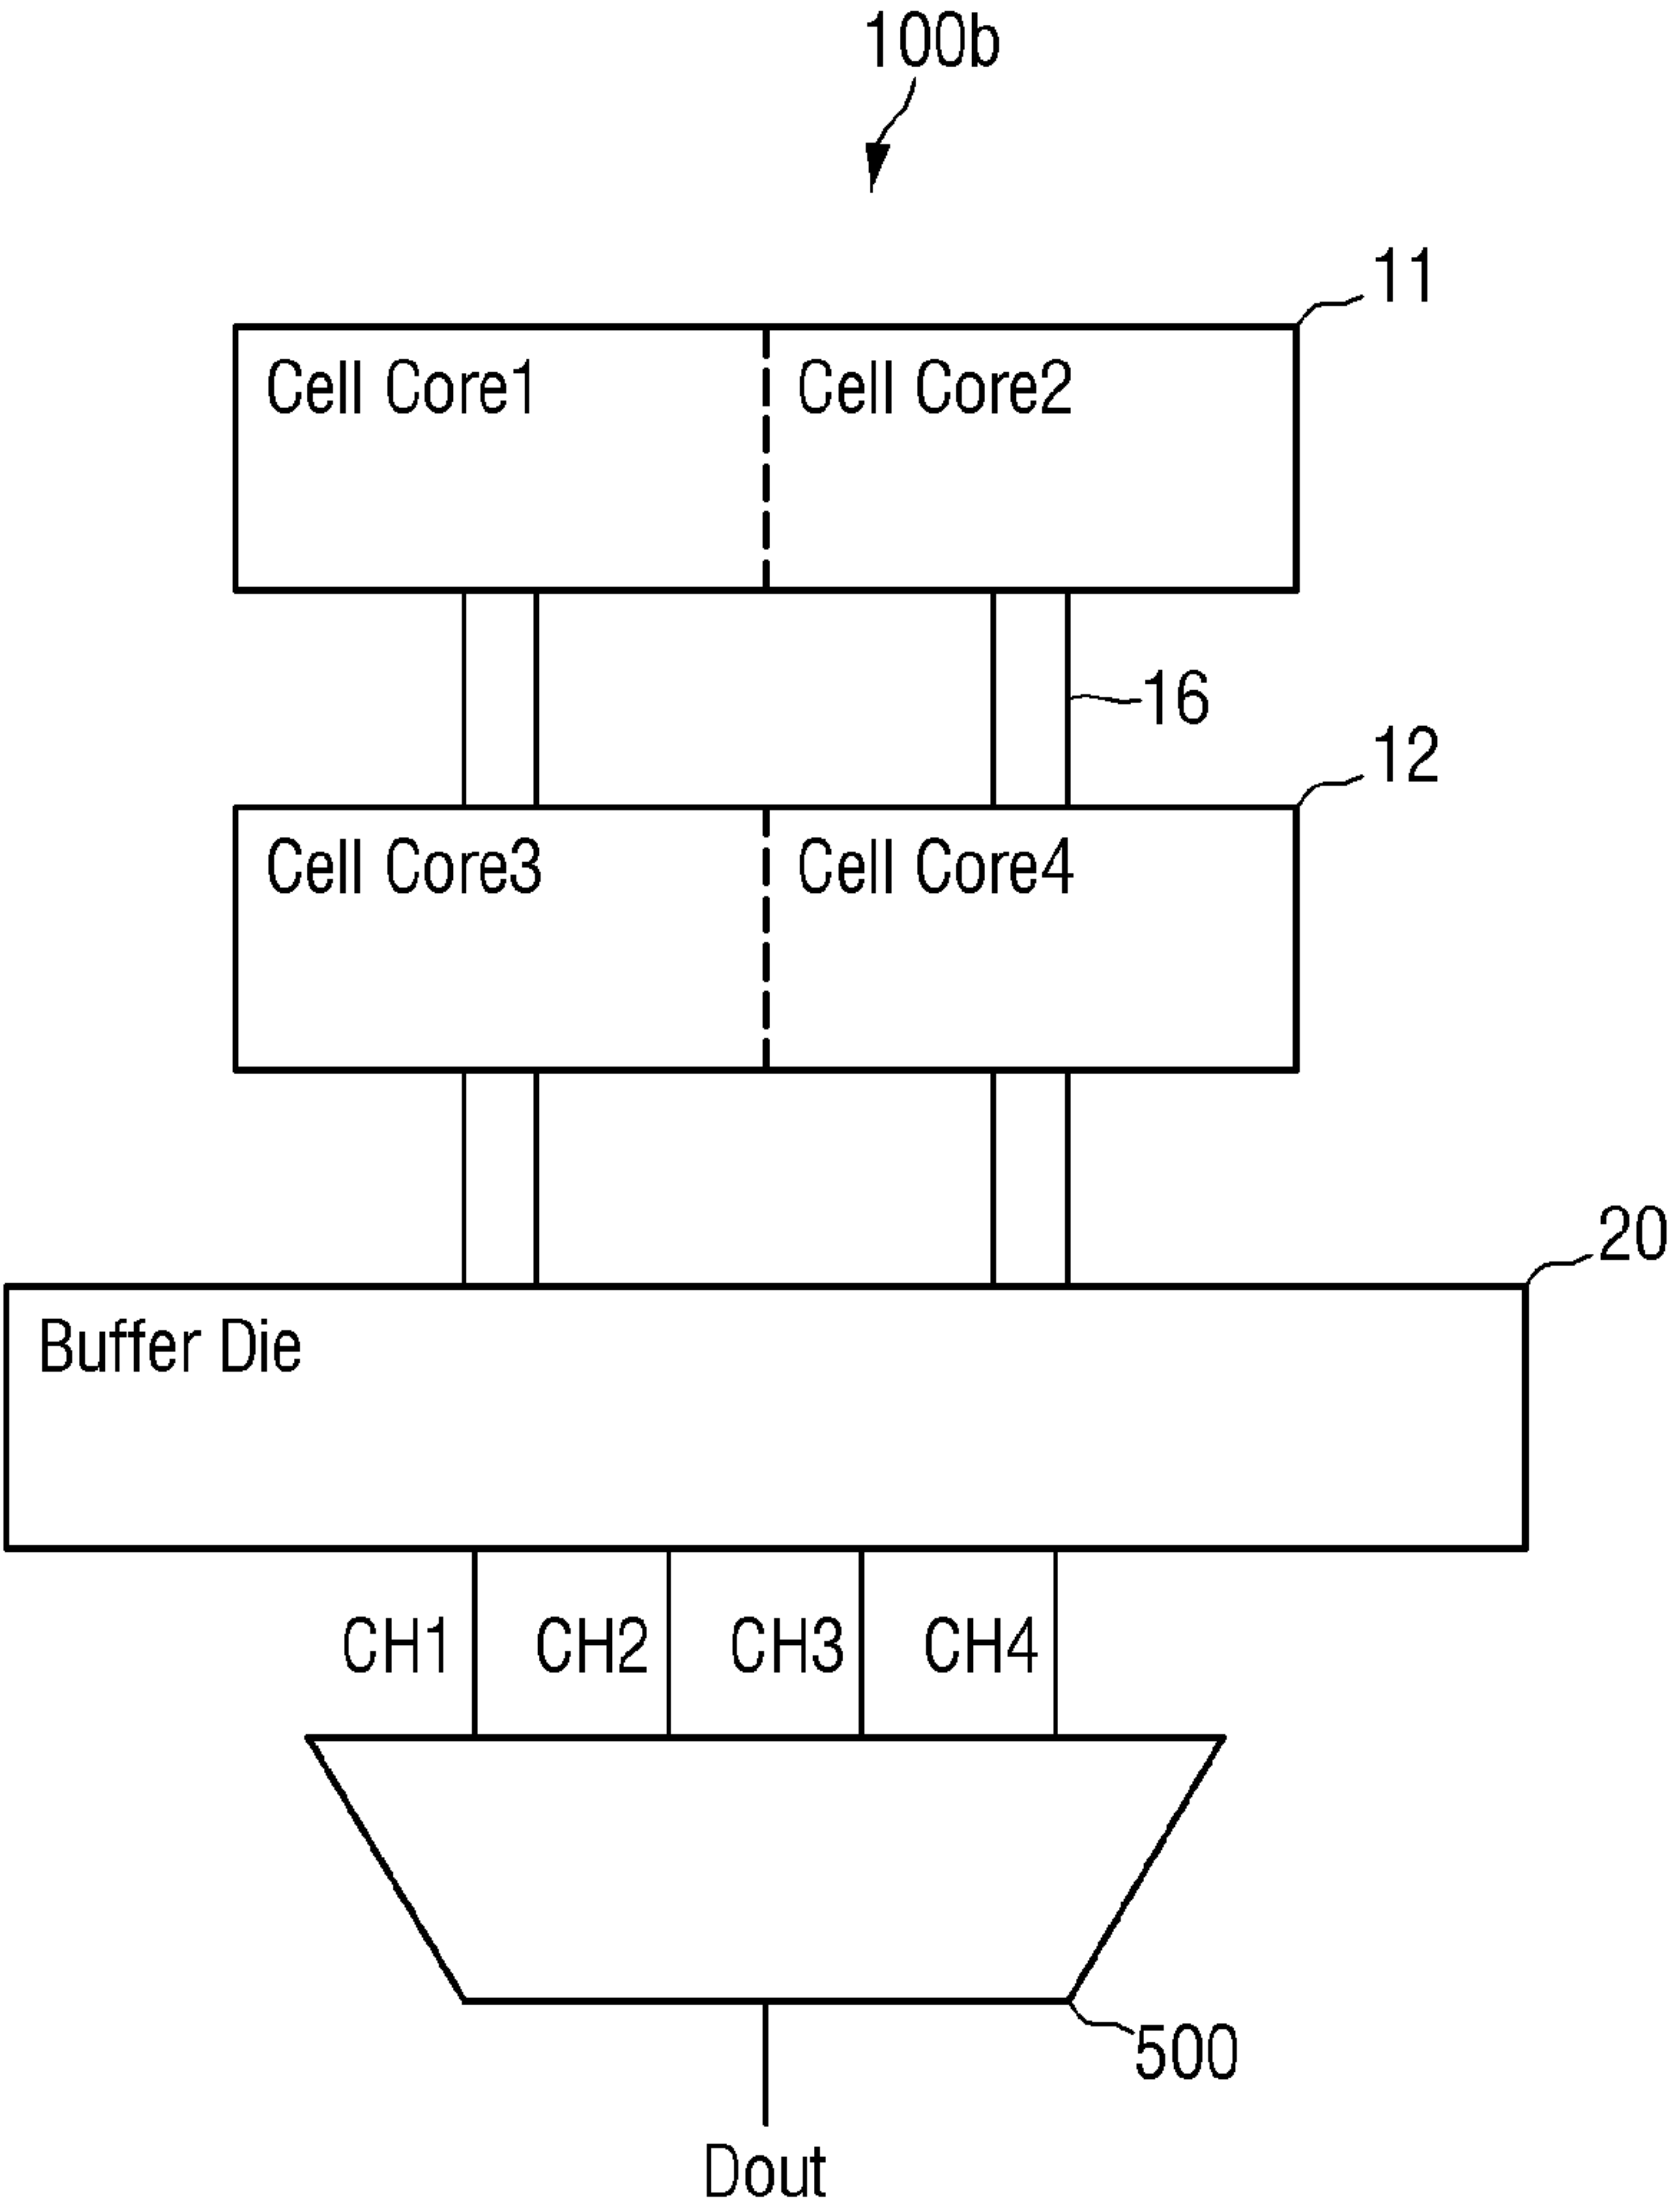 100b
11
Cell Core1
Cell Core2
16
12
Cell Core3
Cell Core4
20
Buffer Die
CH1
CH2
CH3
CH4
500
Dout